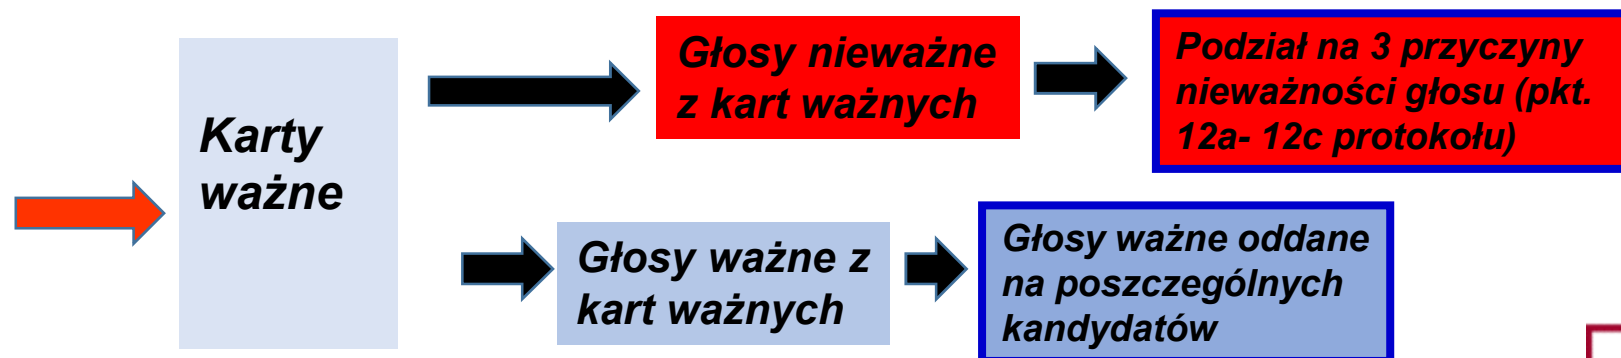 Karty
ważne
Głosy nieważne
z kart ważnych
Podział na 3 przyczyny
nieważności głosu (pkt.
12a- 12c protokołu)
Głosy ważne z
kart ważnych
Głosy ważne oddane
na poszczególnych
kandydatów